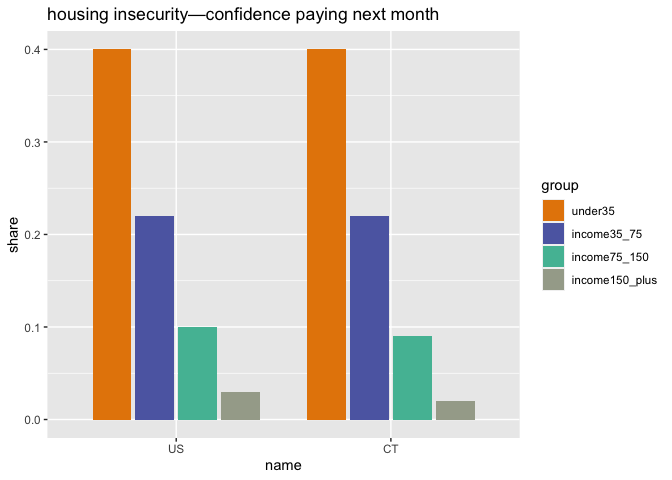 housing insecurity—confidence paying next month
0.4
0.3
0.2
0.1
0.0
share
US
CT
name
group
under35
income35_75
income75_150
income150_plus